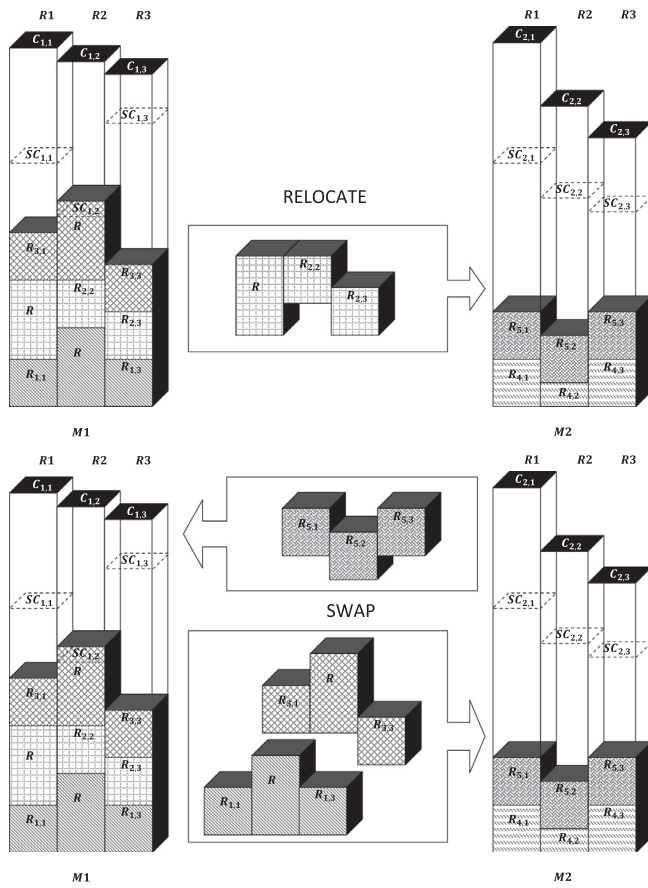 R1 R2 R3 R1 R2 R3
C1,1 C2,1
C1,2
C1,3
C2,2
SC1,3
C2,3
SC1,1 SC2,1
RELOCATE
SC2,2
SC1,2 SC2,3
R
R3,1 R2,2
R3,3 R
R2,2 R2,3
R R2,3 R5,1 R5,3
R5,2
R
R1,1 R1,3 R4,1 R4,3
R4,2
M1 M2
R1 R2 R3 R1 R2 R3
C1,1 C2,1
C1,2
C1,3
R5,1 R5,3
R5,2 C2,2
SC1,3
C2,3
SC1,1 SC2,1
SWAP
SC2,2
SC1,2 SC2,3
R R
R3,1 R3,1
R3,3 R3,3
R2,2
R R2,3 R5,1 R5,3
R
R5,2
R R1,1 R1,3
R1,1 R1,3 R4,1 R4,3
R4,2
M1 M2